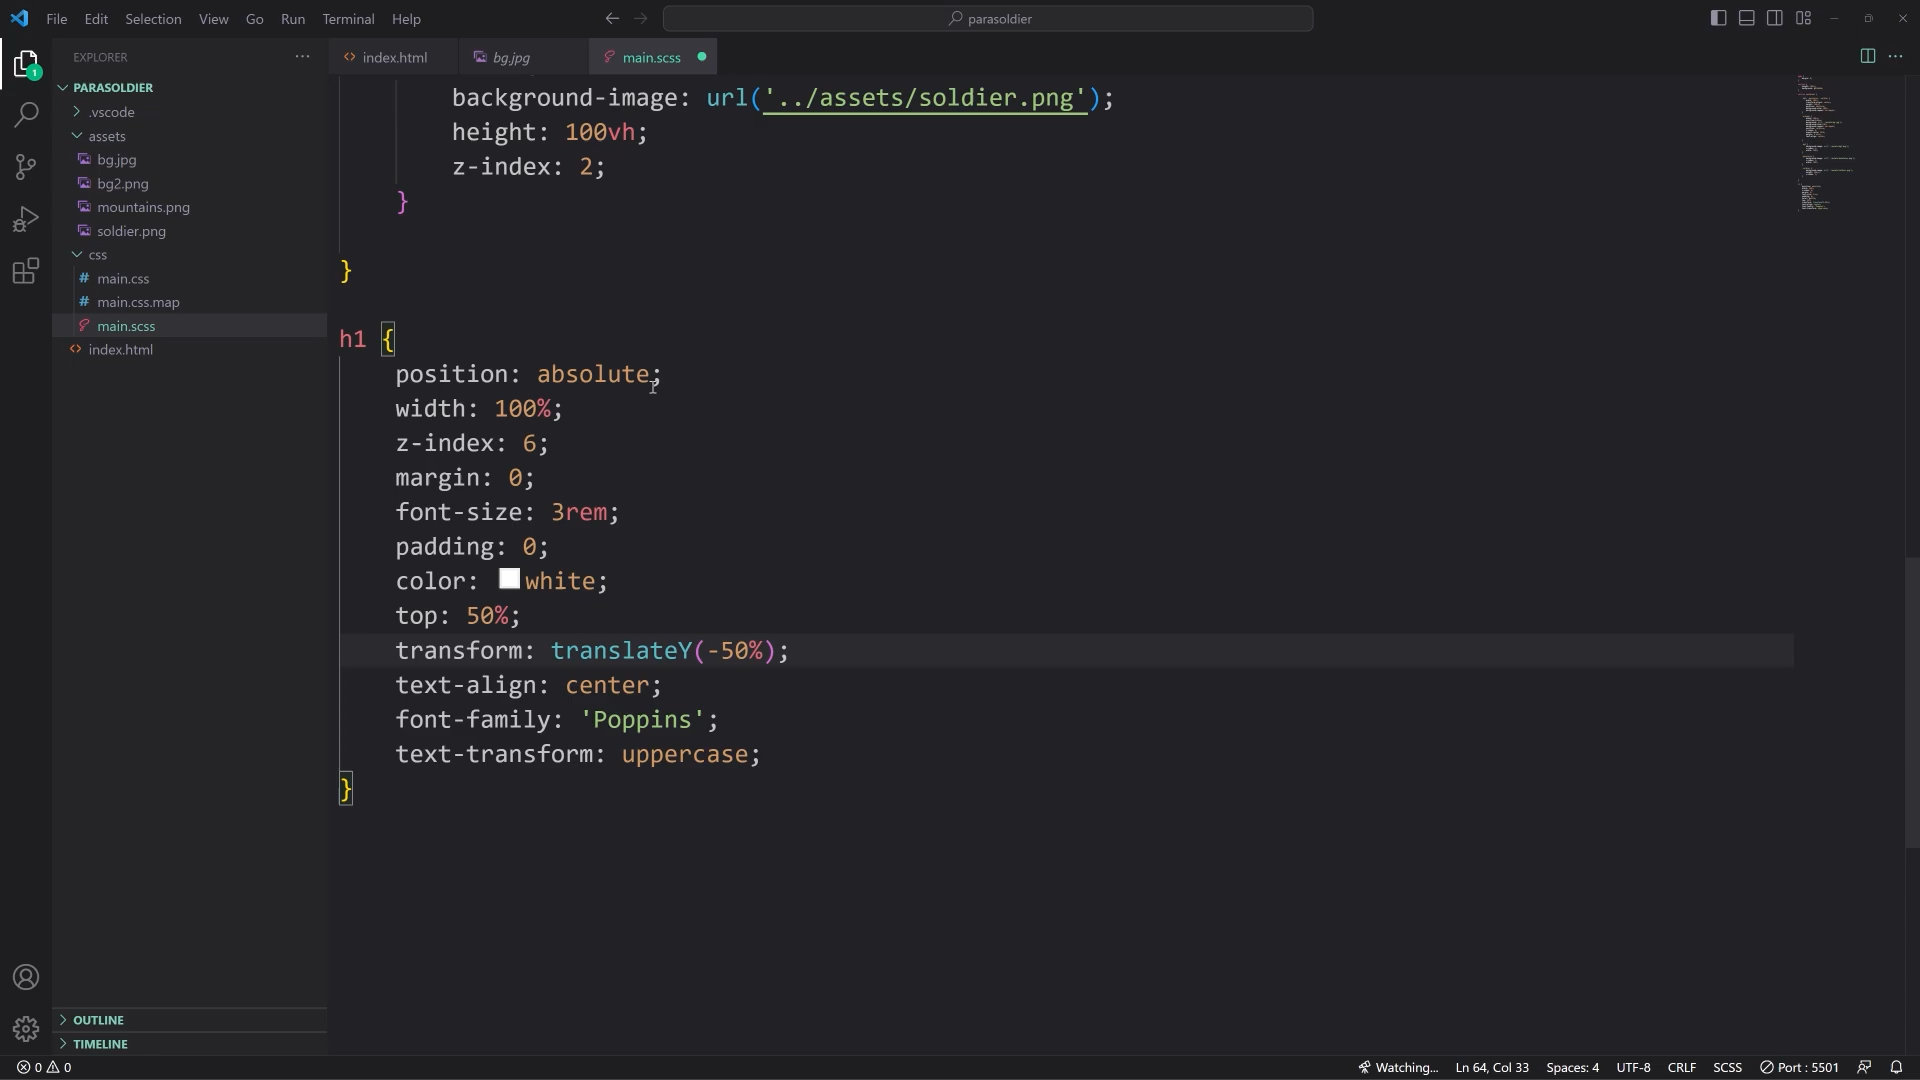 File Edit Selection View Go Run Terminal Help
parasoldier
EXPLORER
1
PARASOLDIER
.vscode
assets
bg.jpg
bg2.png
mountains.png
soldier.png
css
main.css
main.css.map
main.scss
index.html
OUTLINE
TIMELINE
index.html bg.jpg main.scss
background-image: url('../assets/soldier.png');
height: 100vh;
z-index: 2;
}
}
h1 {
position: absolute;
width: 100%;
z-index: 6;
margin: 0;
font-size: 3rem;
padding: 0;
color: white;
top: 50%;
transform: translateY(-50%);
text-align: center;
font-family: 'Poppins';
text-transform: uppercase;
}
0 0 Watching... Ln 64, Col 33 Spaces: 4 UTF-8 CRLF SCSS Port : 5501